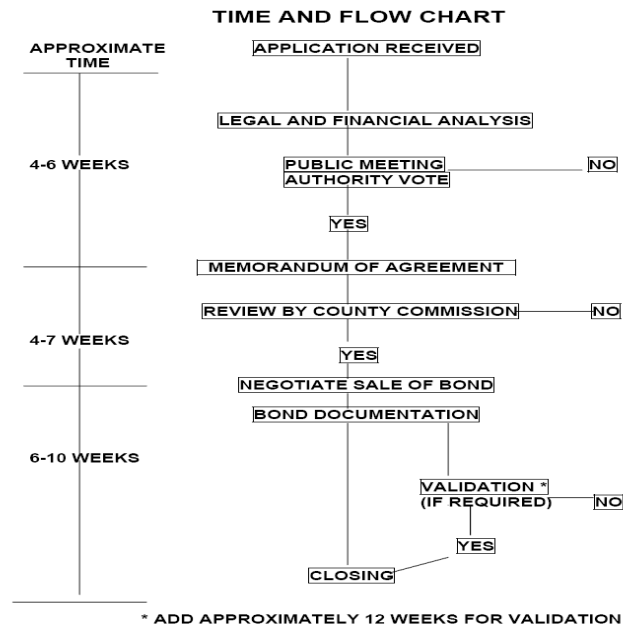 TIME AND FLOW CHART
APPROXIMATE
TIME
APPLICATION RECEIVED
LEGAL AND FINANCIAL ANALYSIS
4-6 WEEKS
PUBLIC MEETING
AUTHORITY VOTE
NO
YES
MEMORANDUM OF AGREEMENT
REVIEW BY COUNTY COMMISSION
NO
4-7 WEEKS
YES
NEGOTIATE SALE OF BOND
BOND DOCUMENTATION
6-10 WEEKS
VALIDATION *
(IF REQUIRED)
NO
YES
CLOSING
* ADD APPROXIMATELY 12 WEEKS FOR VALIDATION